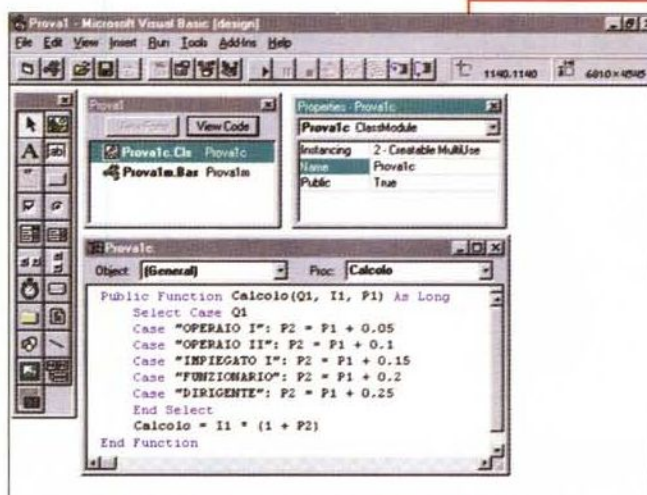 Prova1 - Microsoft Visual Basic [design]
File Edit View Insert Run Tools Add-Ins Help
1140,1140 6810×4545
Prova1
View Form View Code
Prova1c.Cls Prova1c
Prova1m.Bas Prova1m
Properties - Prova1c
Prova1c ClassModule
Instancing 2 - Creatable MultiUse
Name Prova1c
Public True
A ab
Prova1c
Object: (General) Proc: Calcolo
Public Function Calcolo(Q1, I1, P1) As Long
Select Case Q1
Case "OPERAIO I": P2 = P1 + 0.05
Case "OPERAIO II": P2 = P1 + 0.1
Case "IMPIEGATO I": P2 = P1 + 0.15
Case "FUNZIONARIO": P2 = P1 + 0.2
Case "DIRIGENTE": P2 = P1 + 0.25
End Select
Calcolo = I1 * (1 + P2)
End Function